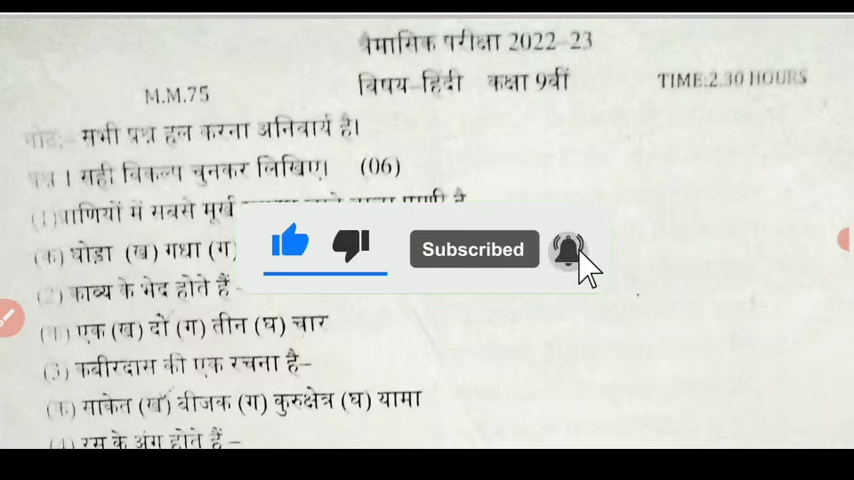 त्रैमासिक परीक्षा 2022-23
विषय-हिंदी कक्षा 9वीं
TIME:2.30 HOURS
M.M.75
नोट:- सभी प्रश्न हल करना अनिवार्य है।
प्रश्न 1 सही विकल्प चुनकर लिखिए। (06)
(1) प्राणियों में सबसे मूर्ख
(क) घोड़ा (ख) गधा (ग)
Subscribed
(2) काव्य के भेद होते हैं -
(क) एक (ख) दो (ग) तीन (घ) चार
(3) कबीरदास की एक रचना है-
(क) साकेत (ख) बीजक (ग) कुरुक्षेत्र (घ) यामा
(4) रस के अंग होते हैं -